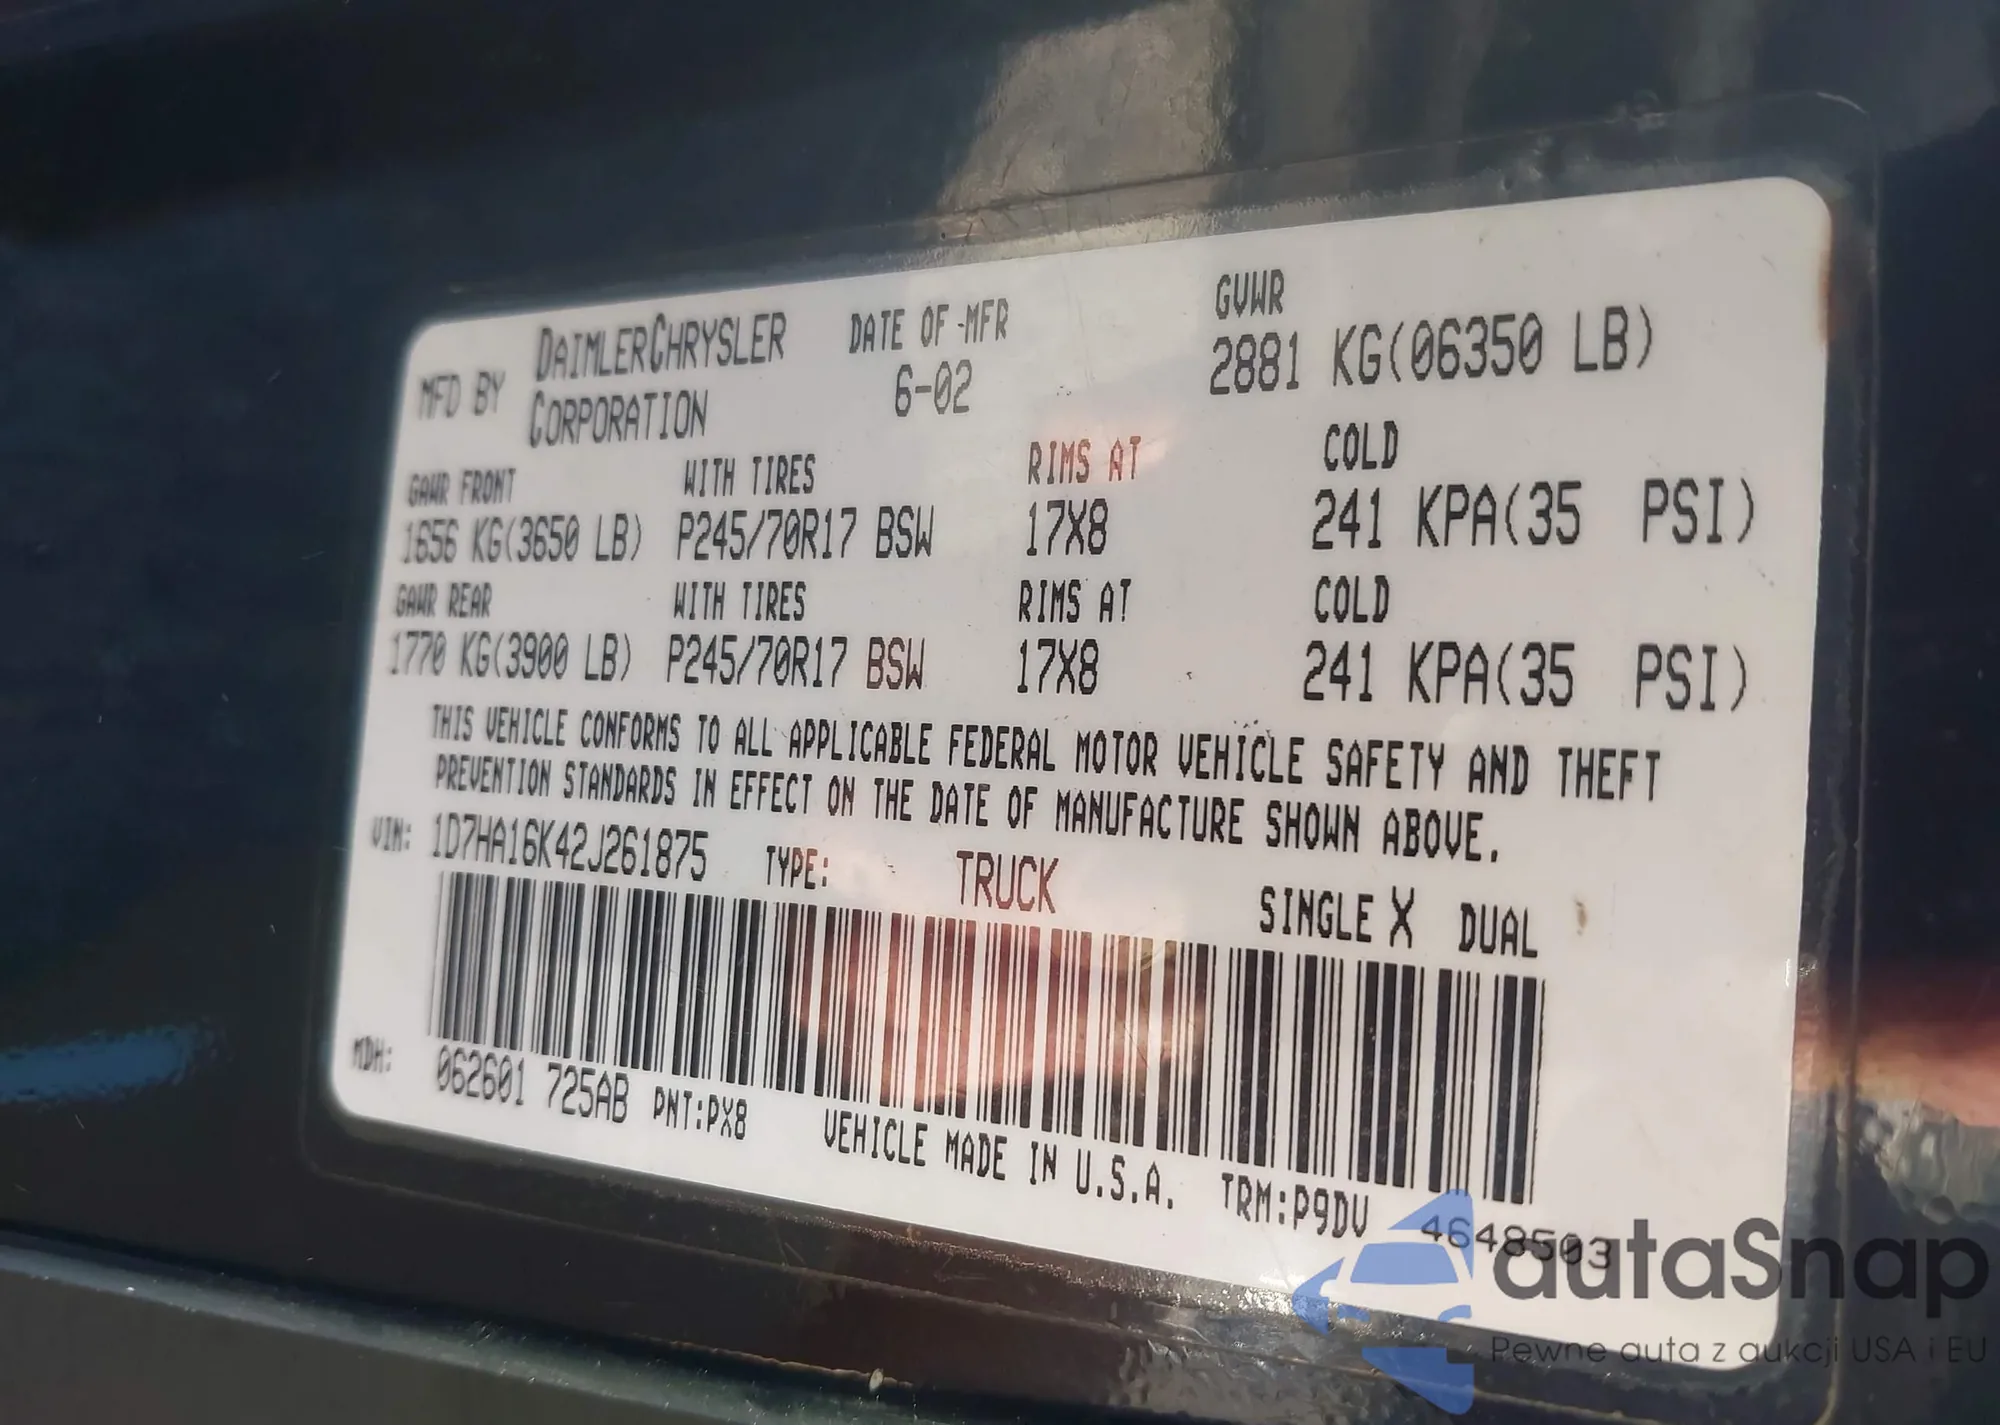 MFD BY DAIMLERCHRYSLER CORPORATION DATE OF MFR 6-02 GVWR 2881 KG(06350 LB)
GAWR FRONT WITH TIRES RIMS AT COLD
1656 KG(3650 LB) P245/70R17 BSW 17X8 241 KPA(35 PSI)
GAWR REAR WITH TIRES RIMS AT COLD
1770 KG(3900 LB) P245/70R17 BSW 17X8 241 KPA(35 PSI)
THIS VEHICLE CONFORMS TO ALL APPLICABLE FEDERAL MOTOR VEHICLE SAFETY AND THEFT
PREVENTION STANDARDS IN EFFECT ON THE DATE OF MANUFACTURE SHOWN ABOVE.
VIN: 1D7HA16K42J261875 TYPE: TRUCK SINGLE X DUAL
MDH: 062601 725AB PNT:PX8 VEHICLE MADE IN U.S.A. TRM:P9DV 4648503
autaSnap
Pewne auta z aukcji USA i EU